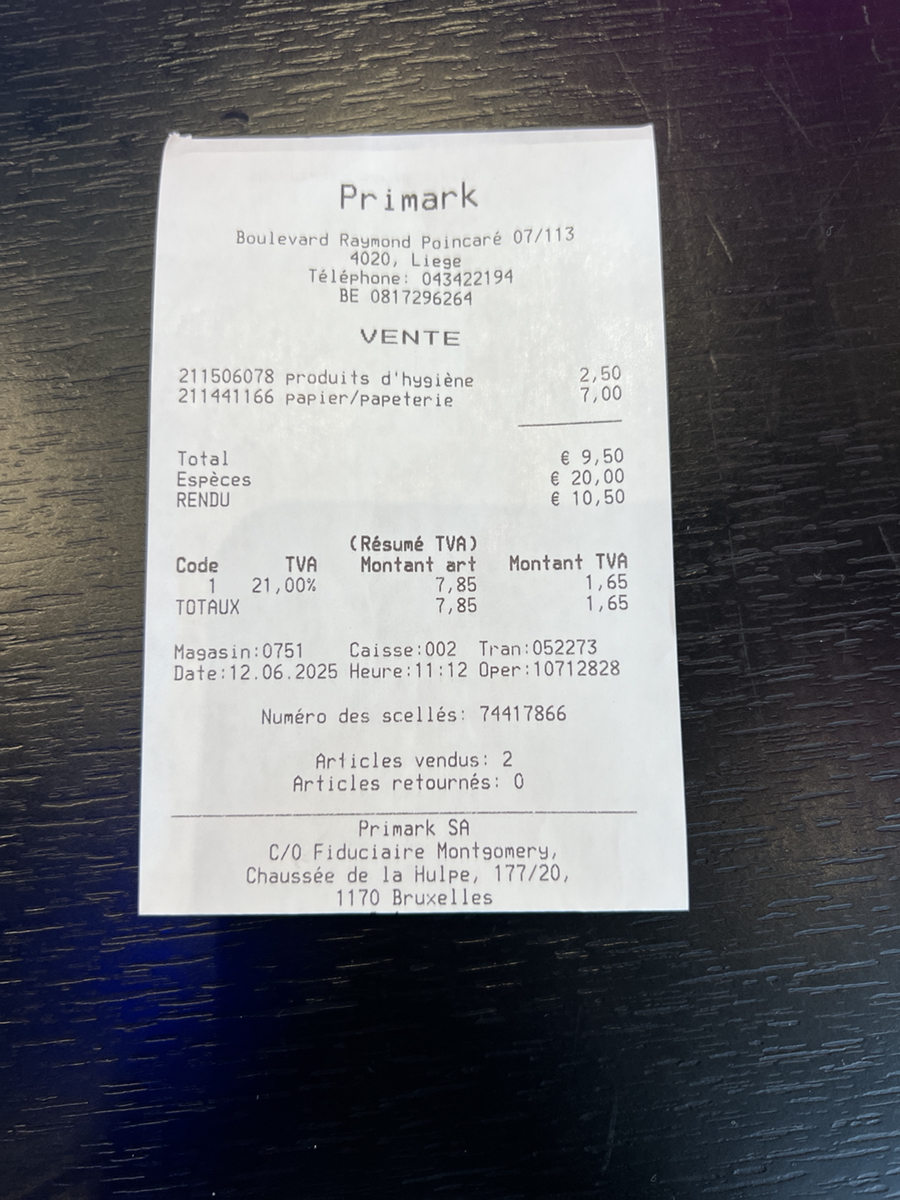 Primark
Boulevard Raymond Poincaré 07/113
4020, Liege
Téléphone: 043422194
BE 0817296264
VENTE
211506078 produits d'hygiène 2,50
211441166 papier/papeterie 7,00
Total € 9,50
Espèces € 20,00
RENDU € 10,50
(Résumé TVA)
Code TVA Montant art Montant TVA
1 21,00% 7,85 1,65
TOTAUX 7,85 1,65
Magasin:0751 Caisse:002 Tran:052273
Date:12.06.2025 Heure:11:12 Oper:10712828
Numéro des scellés: 74417866
Articles vendus: 2
Articles retournés: 0
Primark SA
C/O Fiduciaire Montgomery,
Chaussée de la Hulpe, 177/20,
1170 Bruxelles